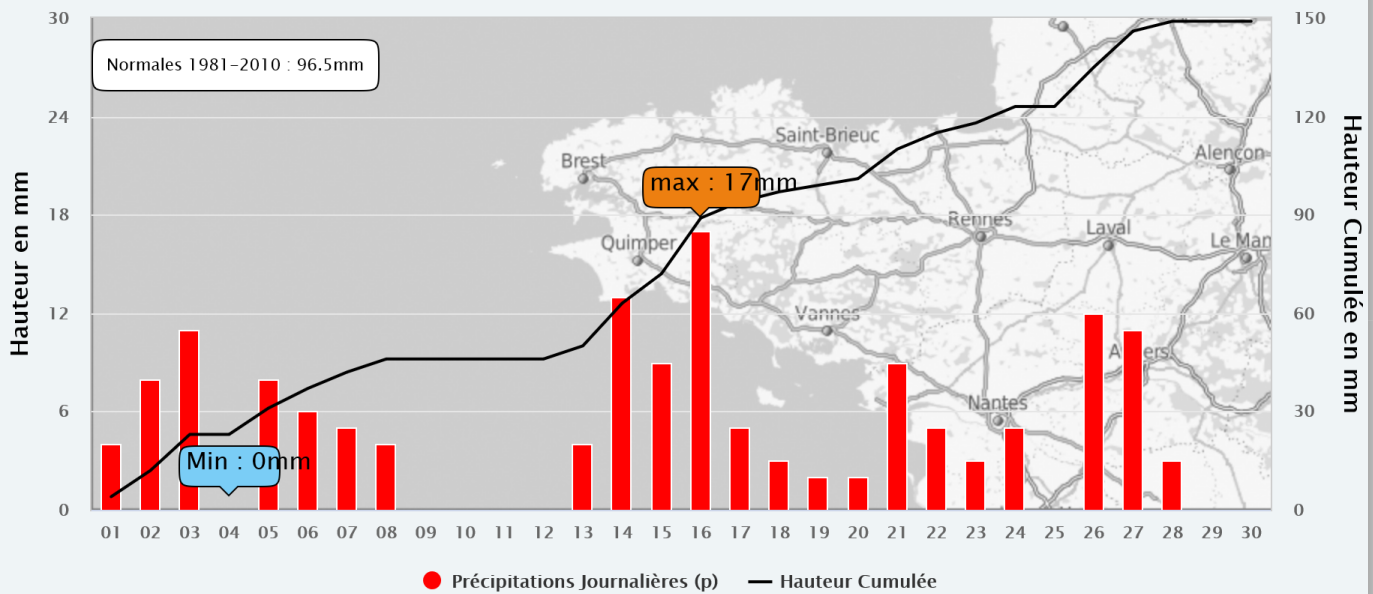 30
24
18
12
6
0
Hauteur en mm
150
120
90
60
30
0
Hauteur Cumulée en mm
Normales 1981-2010 : 96.5mm
Saint-Brieuc
Brest
Alençon
max : 17mm
Rennes
Laval
Quimper
Le Man
Vannes
Nantes
Min : 0mm
01 02 03 04 05 06 07 08 09 10 11 12 13 14 15 16 17 18 19 20 21 22 23 24 25 26 27 28 29 30
Précipitations Journalières (p) Hauteur Cumulée